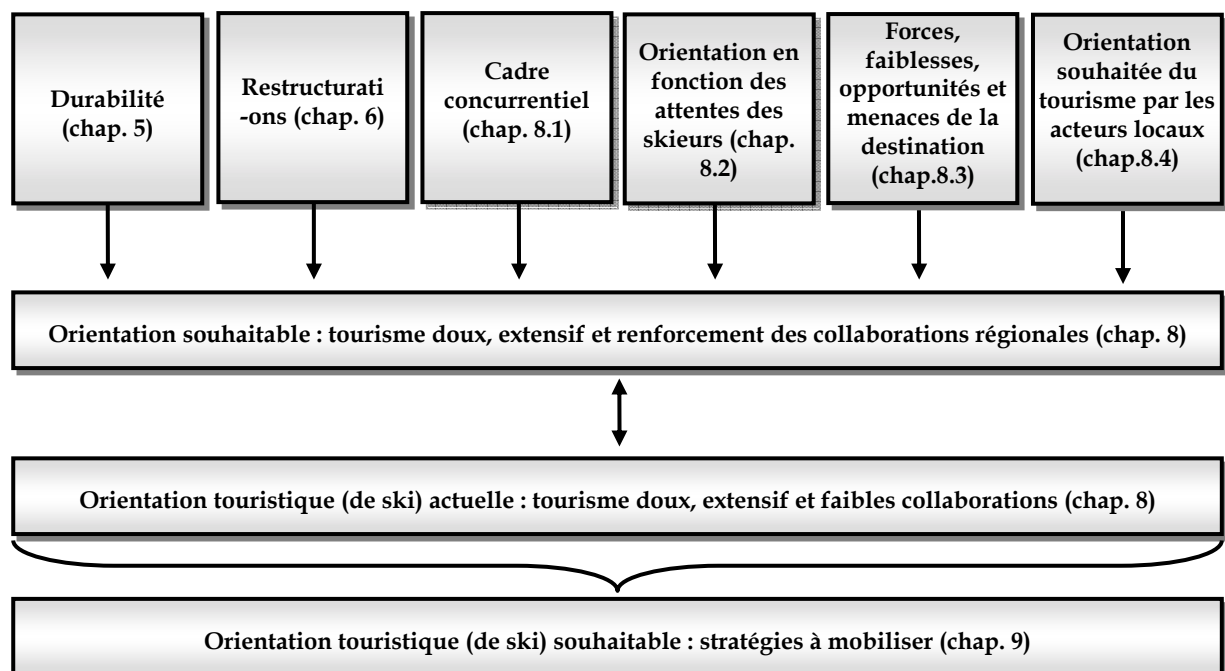 Durabilité
(chap. 5)
Restructurati
-ons (chap. 6)
Cadre
concurrentiel
(chap. 8.1)
Orientation en
fonction des
attentes des
skieurs (chap.
8.2)
Forces,
faiblesses,
opportunités et
menaces de la
destination
(chap.8.3)
Orientation
souhaitée du
tourisme par les
acteurs locaux
(chap.8.4)
Orientation souhaitable : tourisme doux, extensif et renforcement des collaborations régionales (chap. 8)
Orientation touristique (de ski) actuelle : tourisme doux, extensif et faibles collaborations (chap. 8)
Orientation touristique (de ski) souhaitable : stratégies à mobiliser (chap. 9)